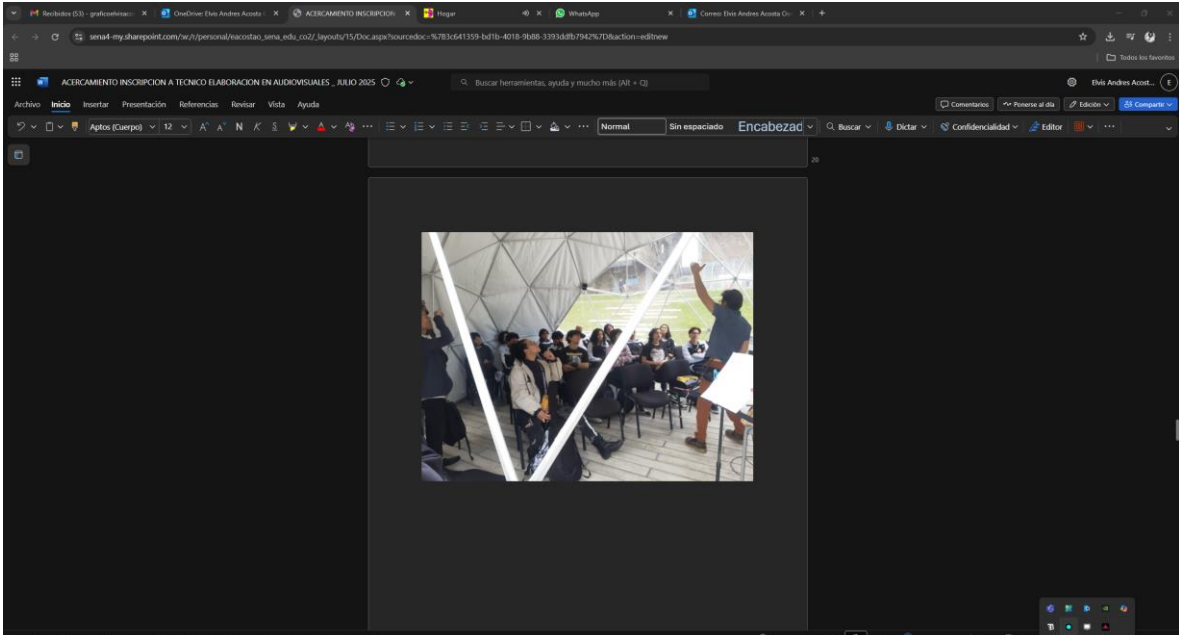 Recibidos (53) - graficoelvisaco
OneDrive: Elvis Andres Acosta
ACERCAMIENTO INSCRIPCION
Hogar
WhatsApp
Correo: Elvis Andres Acosta Ov
sena4-my.sharepoint.com/:w:/r/personal/eacostao_sena_edu_co2/_layouts/15/Doc.aspx?sourcedoc=%7B3c641359-bd1b-4018-9b88-3393ddfb7942%7D&action=editnew
Todos los favoritos
ACERCAMIENTO INSCRIPCION A TECNICO ELABORACION EN AUDIOVISUALES _ JULIO 2025
Buscar herramientas, ayuda y mucho más (Alt + Q)
Elvis Andres Acost...
E
Archivo Inicio Insertar Presentación Referencias Revisar Vista Ayuda
Comentarios
Ponerse al día
Edición
Compartir
Aptos (Cuerpo) 12 N K S
Normal
Sin espaciado
Encabezad
Buscar
Dictar
Confidencialidad
Editor
20